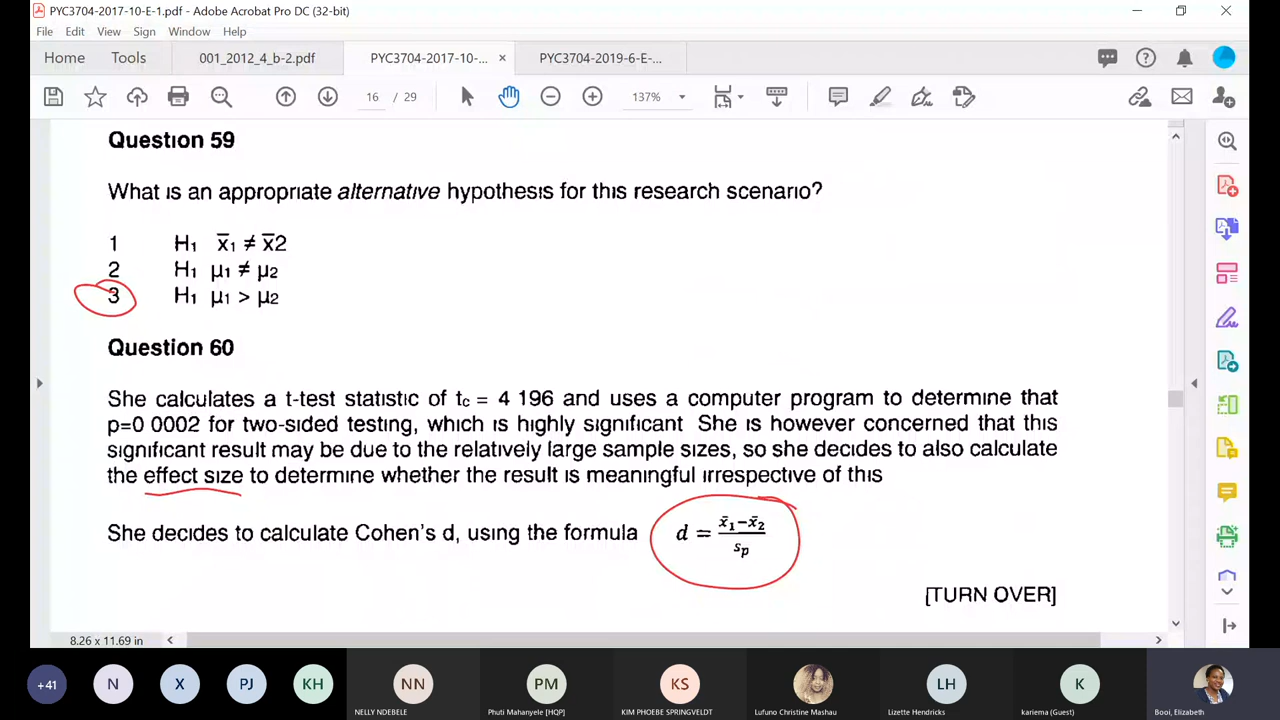 PYC3704-2017-10-E-1.pdf - Adobe Acrobat Pro DC (32-bit)
File Edit View Sign Window Help
Home Tools 001_2012_4_b-2.pdf PYC3704-2017-10-... × PYC3704-2019-6-E-...
16 / 29 137%
Question 59
What is an appropriate alternative hypothesis for this research scenario?
1 H₁ x̅₁ ≠ x̅2
2 H₁ μ₁ ≠ μ₂
3 H₁ μ₁ > μ₂
Question 60
She calculates a t-test statistic of tc = 4 196 and uses a computer program to determine that
p=0 0002 for two-sided testing, which is highly significant She is however concerned that this
significant result may be due to the relatively large sample sizes, so she decides to also calculate
the effect size to determine whether the result is meaningful irrespective of this
She decides to calculate Cohen's d, using the formula d = x̄₁−x̄₂ / sp
[TURN OVER]
8.26 x 11.69 in
+41 N X PJ KH NN PM KS LH K
NELLY NDEBELE Phuti Mahanyele [HQP] KIM PHOEBE SPRINGVELDT Lufuno Christine Mashau Lizette Hendricks kariema (Guest) Booi, Elizabeth